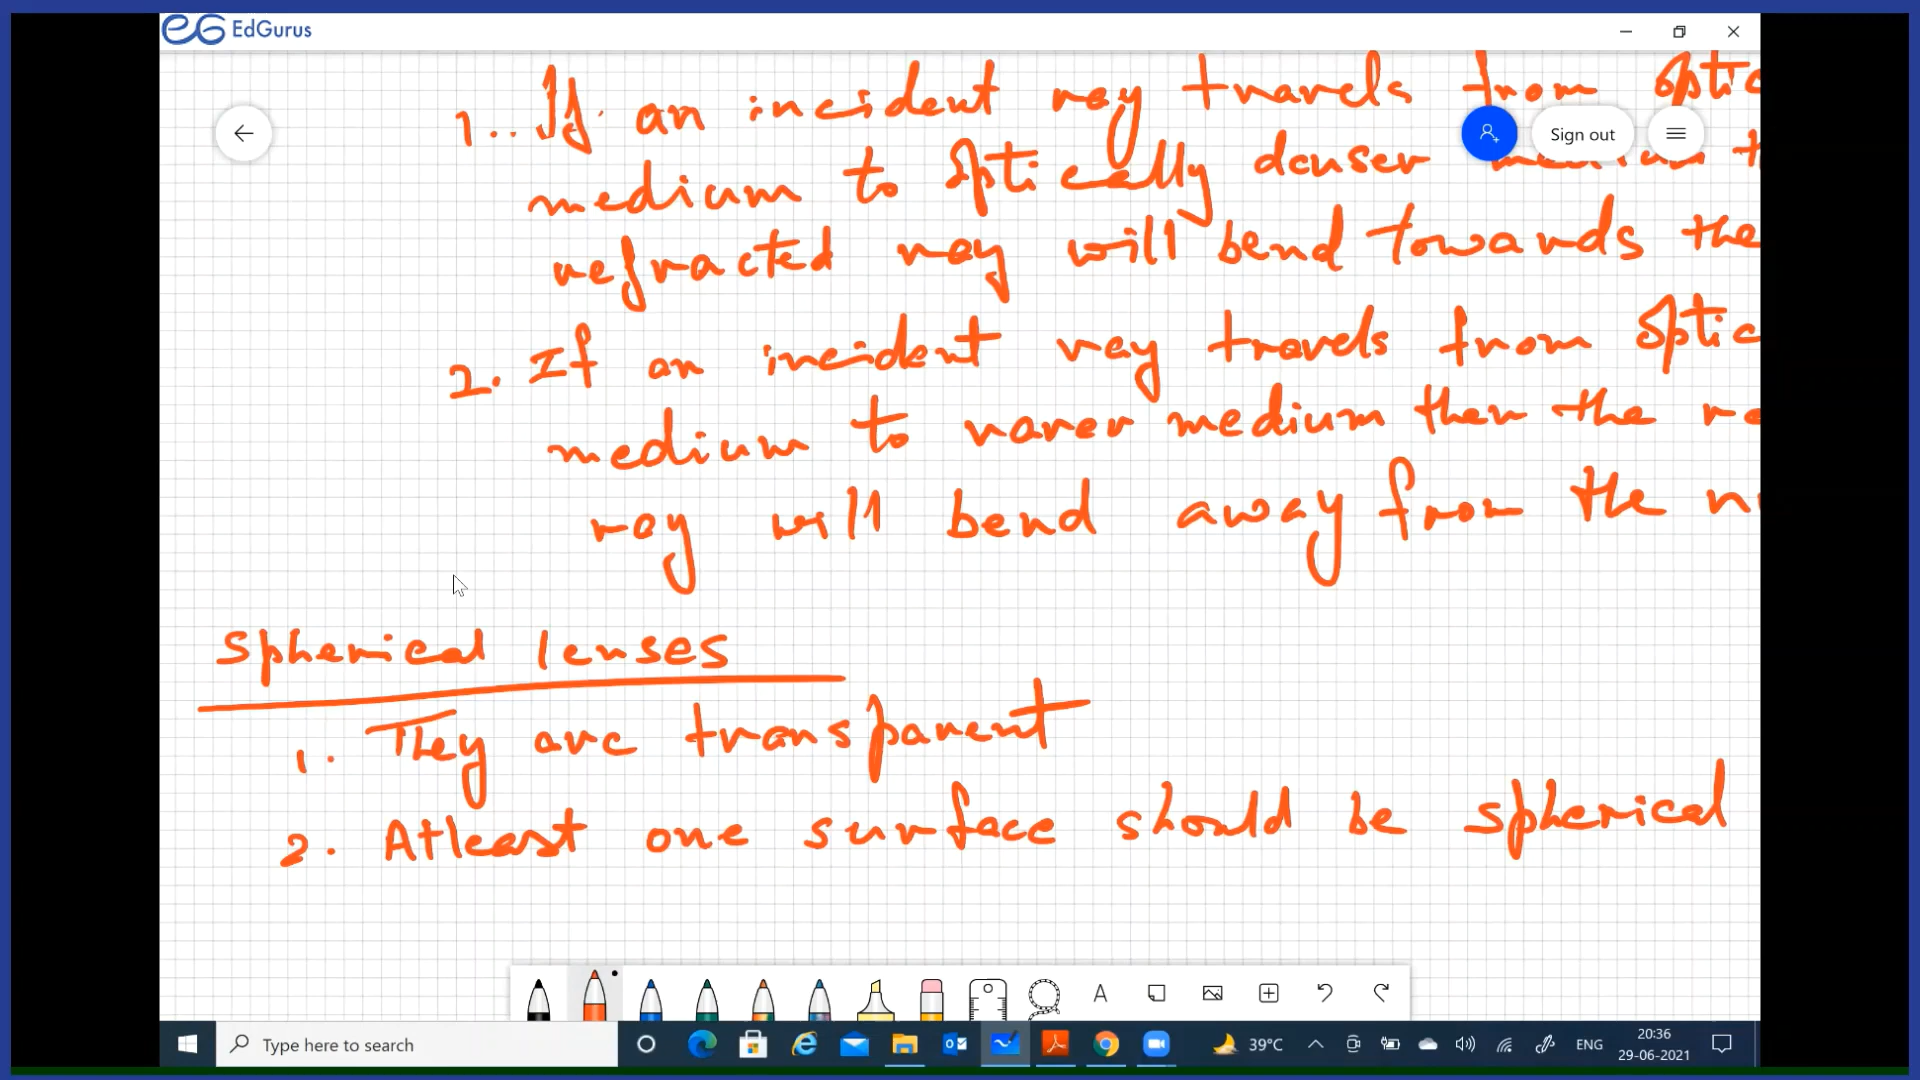 EdGurus
1.. If an incident ray travels from optic
Sign out
medium to optically denser medium t
refracted ray will bend towards the
2. If an incident ray travels from optic
medium to rarer medium then the re
ray will bend away from the n
Spherical lenses
1. They are transparent
2. Atleast one surface should be spherical
Type here to search
39°C
ENG
20:36
29-06-2021